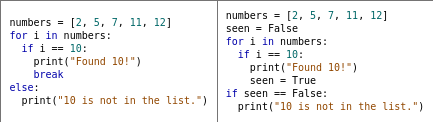 numbers = [2, 5, 7, 11, 12]
for i in numbers:
  if i == 10:
    print("Found 10!")
    break
else:
  print("10 is not in the list.")
numbers = [2, 5, 7, 11, 12]
seen = False
for i in numbers:
  if i == 10:
    print("Found 10!")
    seen = True
if seen == False:
  print("10 is not in the list.")